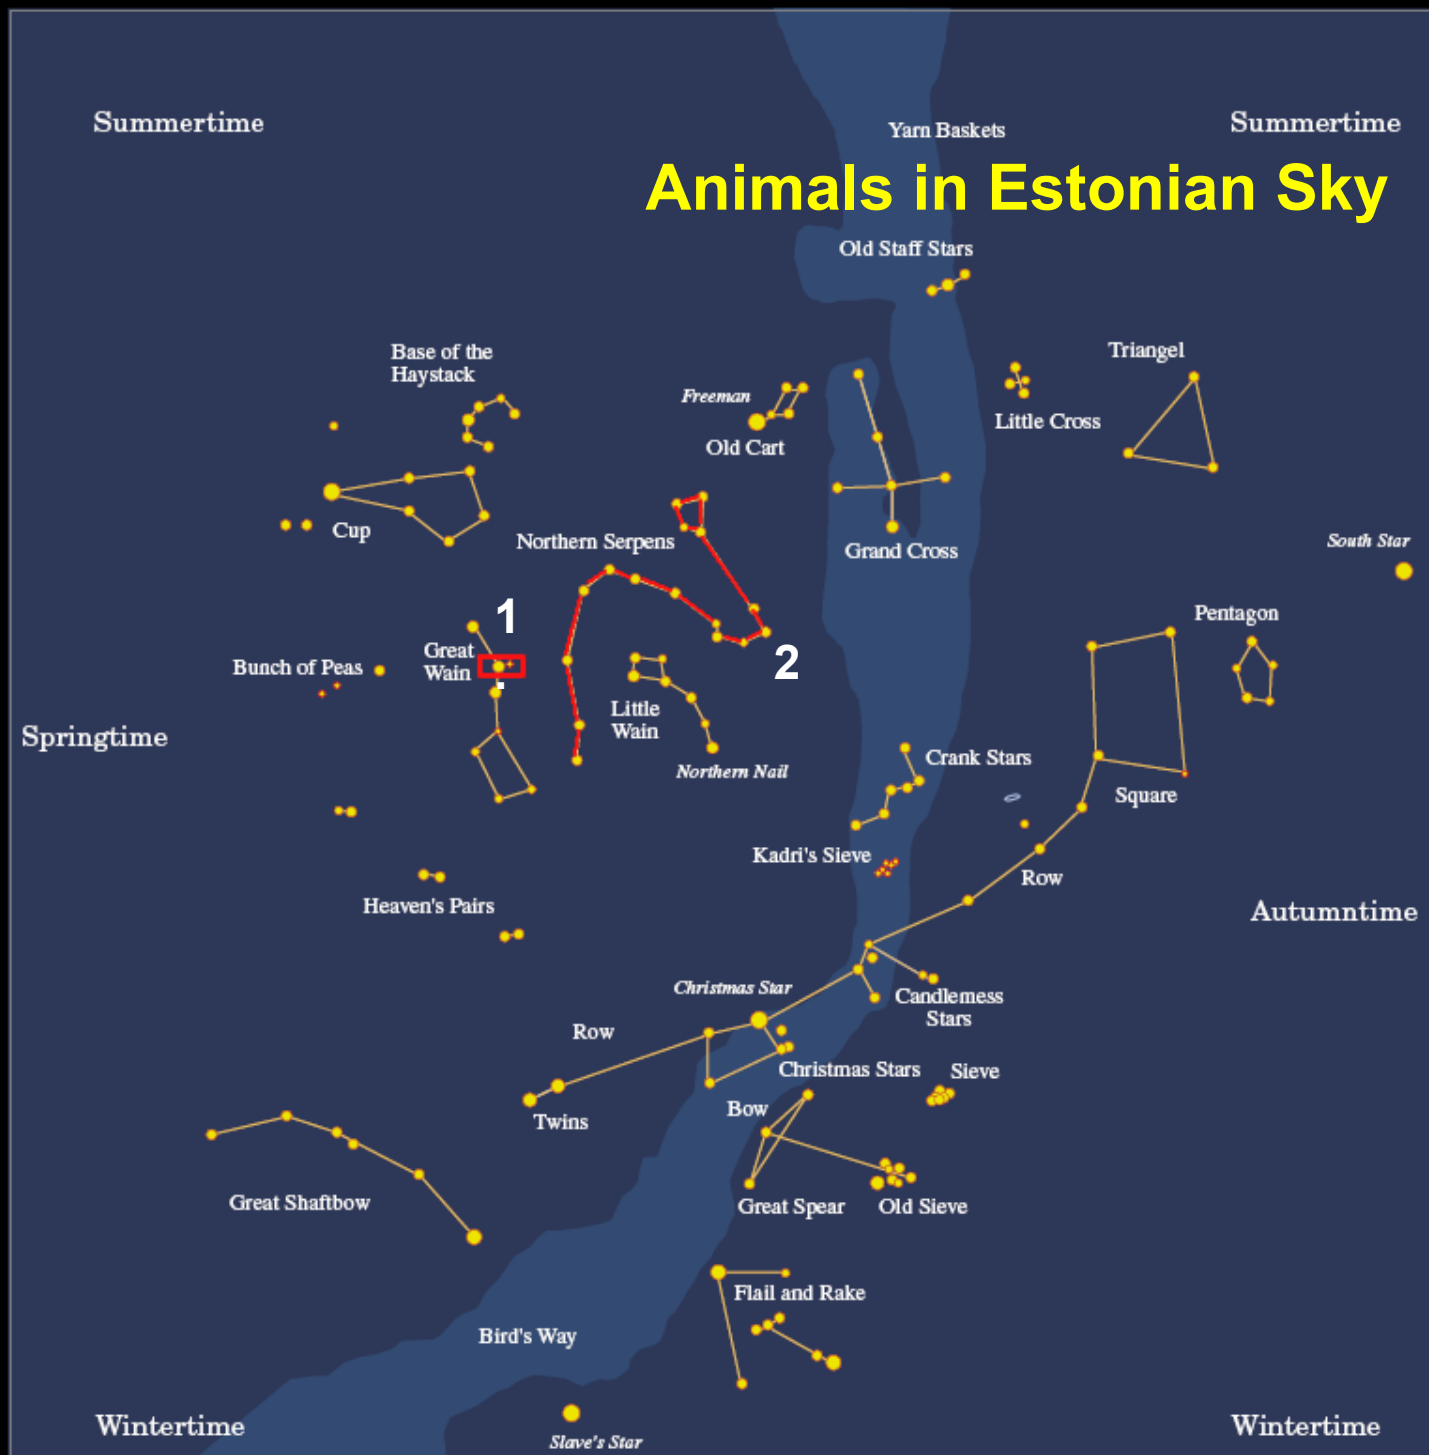 Summertime
Summertime
Yarn Baskets
Animals in Estonian Sky
Old Staff Stars
Base of the
Haystack
Triangel
Freeman
Little Cross
Old Cart
Cup
Northern Serpens
Grand Cross
South Star
1
Pentagon
Great
Wain
Bunch of Peas
2
.
Little
Wain
Springtime
Northern Nail
Crank Stars
Square
Kadri's Sieve
Row
Heaven's Pairs
Autumntime
Christmas Star
Candlemess
Stars
Row
Christmas Stars
Sieve
Bow
Twins
Great Shaftbow
Great Spear
Old Sieve
Flail and Rake
Bird's Way
Wintertime
Wintertime
Slave's Star